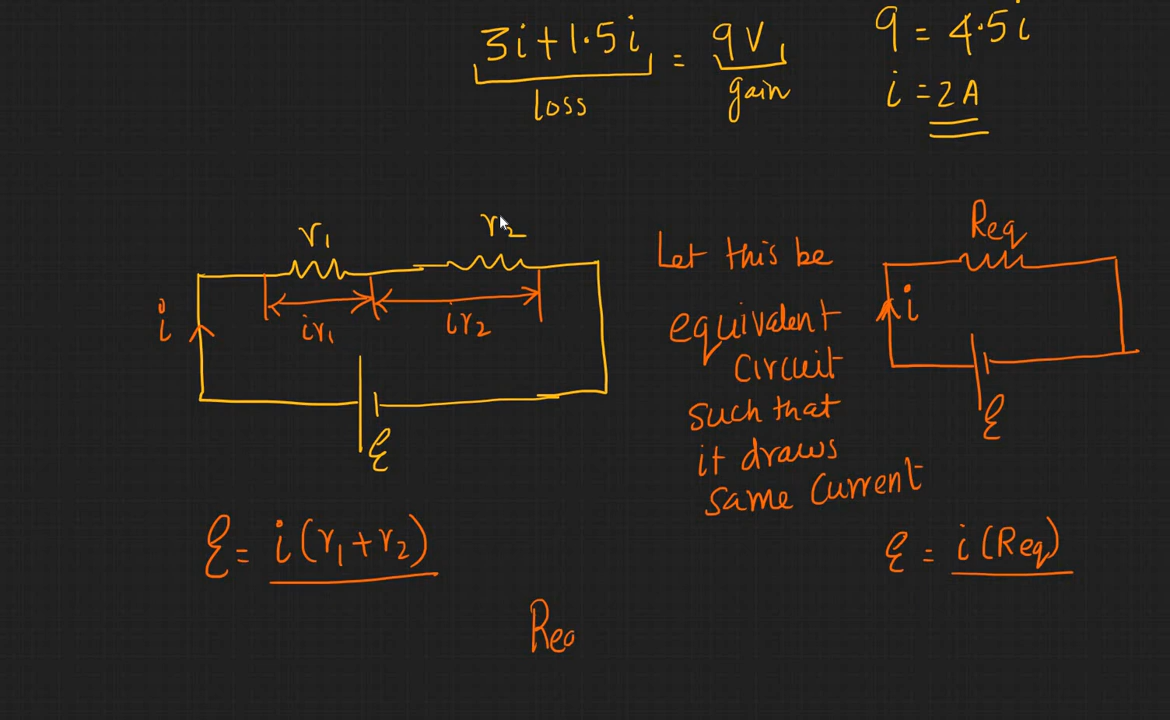 3i+1.5i = 9V
loss
gain
9 = 4.5i
i = 2A
r₁
r₂
i
ir₁
ir₂
ℰ
Let this be
equivalent
Circuit
such that
it draws
same Current
Req
i
ℰ
ℰ = i(r₁+r₂)
ℰ = i(Req)
Req